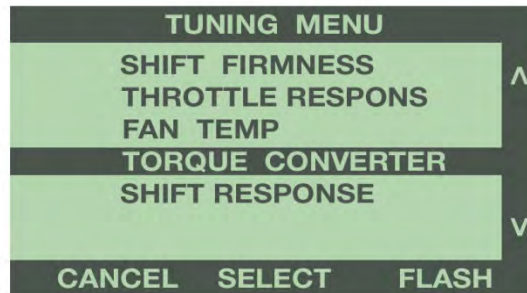 TUNING MENU
SHIFT FIRMNESS
THROTTLE RESPONS
FAN TEMP
TORQUE CONVERTER
SHIFT RESPONSE
CANCEL SELECT FLASH